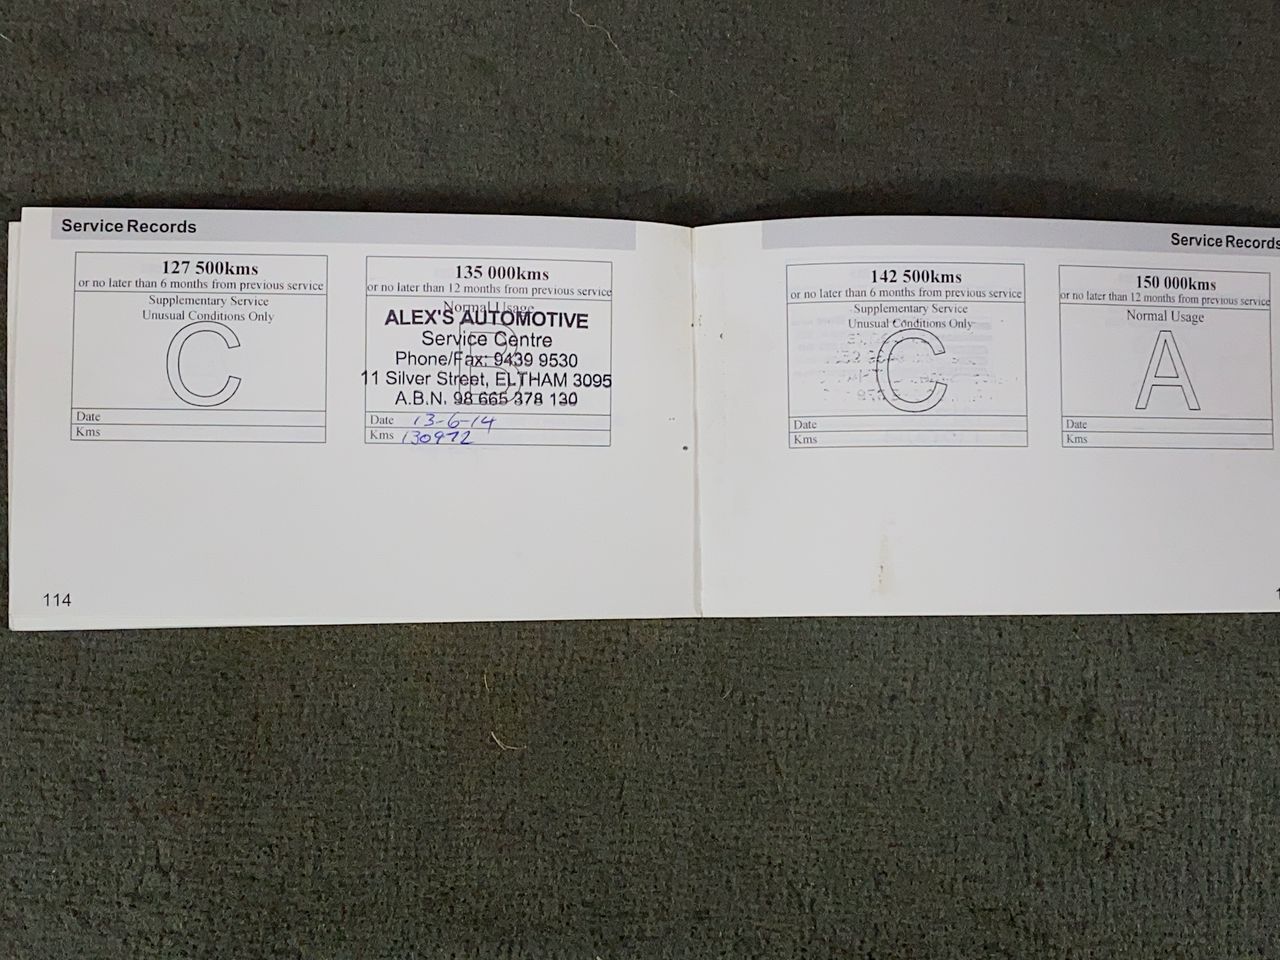 Service Records
127 500kms
or no later than 6 months from previous service
Supplementary Service
Unusual Conditions Only
C
Date
Kms
135 000kms
or no later than 12 months from previous service
Normal Usage
B
ALEX'S AUTOMOTIVE
Service Centre
Phone/Fax: 9439 9530
11 Silver Street, ELTHAM 3095
A.B.N. 98 665 378 130
Date 13-6-14
Kms 130972
114
Service Records
142 500kms
or no later than 6 months from previous service
Supplementary Service
Unusual Conditions Only
C
Date
Kms
150 000kms
or no later than 12 months from previous service
Normal Usage
A
Date
Kms